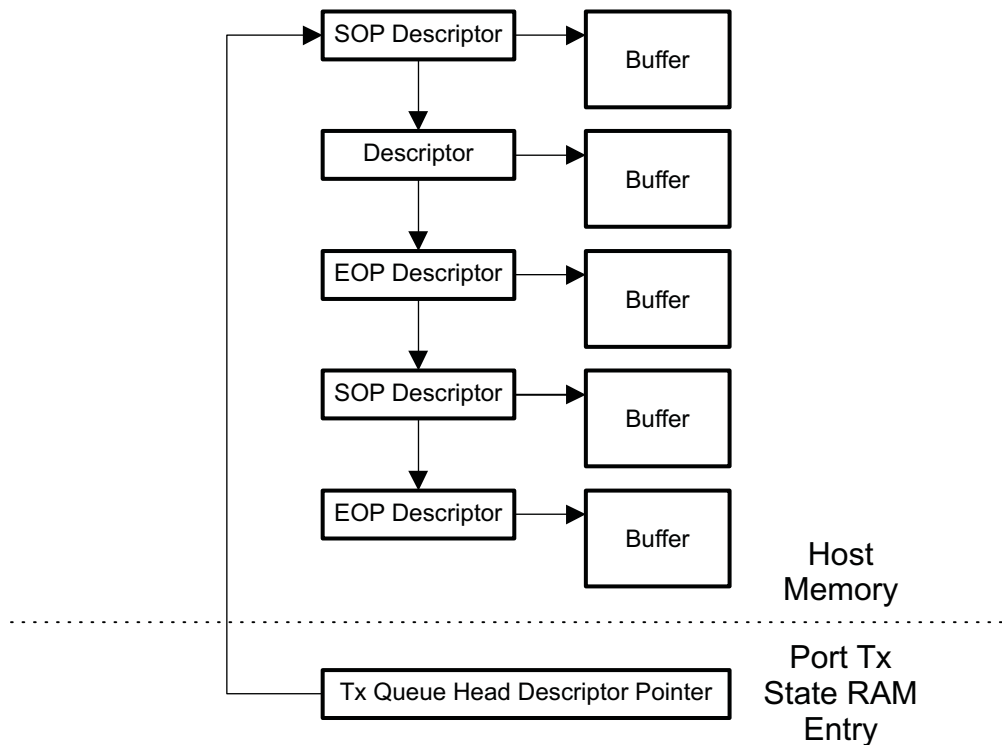 SOP Descriptor
Buffer
Descriptor
Buffer
EOP Descriptor
Buffer
SOP Descriptor
Buffer
EOP Descriptor
Buffer
Host
Memory
Port Tx
State RAM
Entry
Tx Queue Head Descriptor Pointer